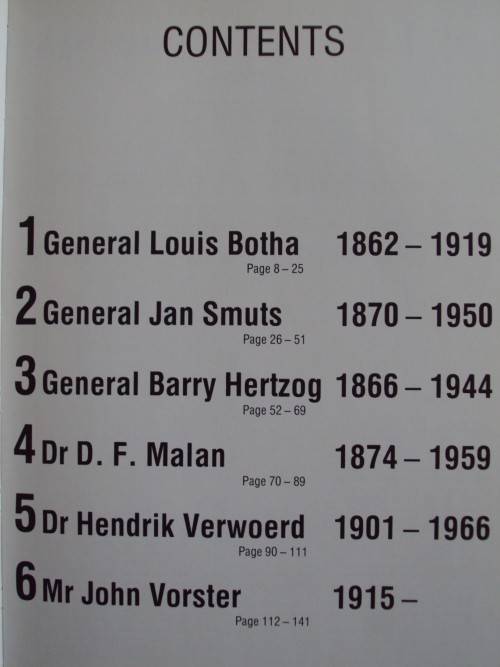 CONTENTS
1 General Louis Botha 1862 – 1919
Page 8 – 25
2 General Jan Smuts 1870 – 1950
Page 26 – 51
3 General Barry Hertzog 1866 – 1944
Page 52 – 69
4 Dr D. F. Malan 1874 – 1959
Page 70 – 89
5 Dr Hendrik Verwoerd 1901 – 1966
Page 90 – 111
6 Mr John Vorster 1915 –
Page 112 – 141